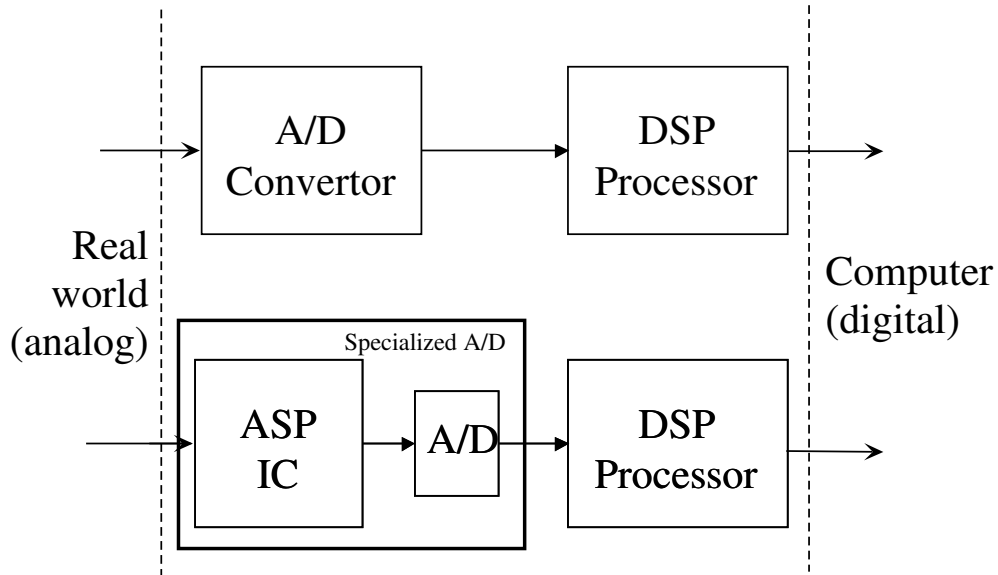 A/D
Convertor
DSP
Processor
Real
world
(analog)
Computer
(digital)
Specialized A/D
ASP
IC
A/D
DSP
Processor